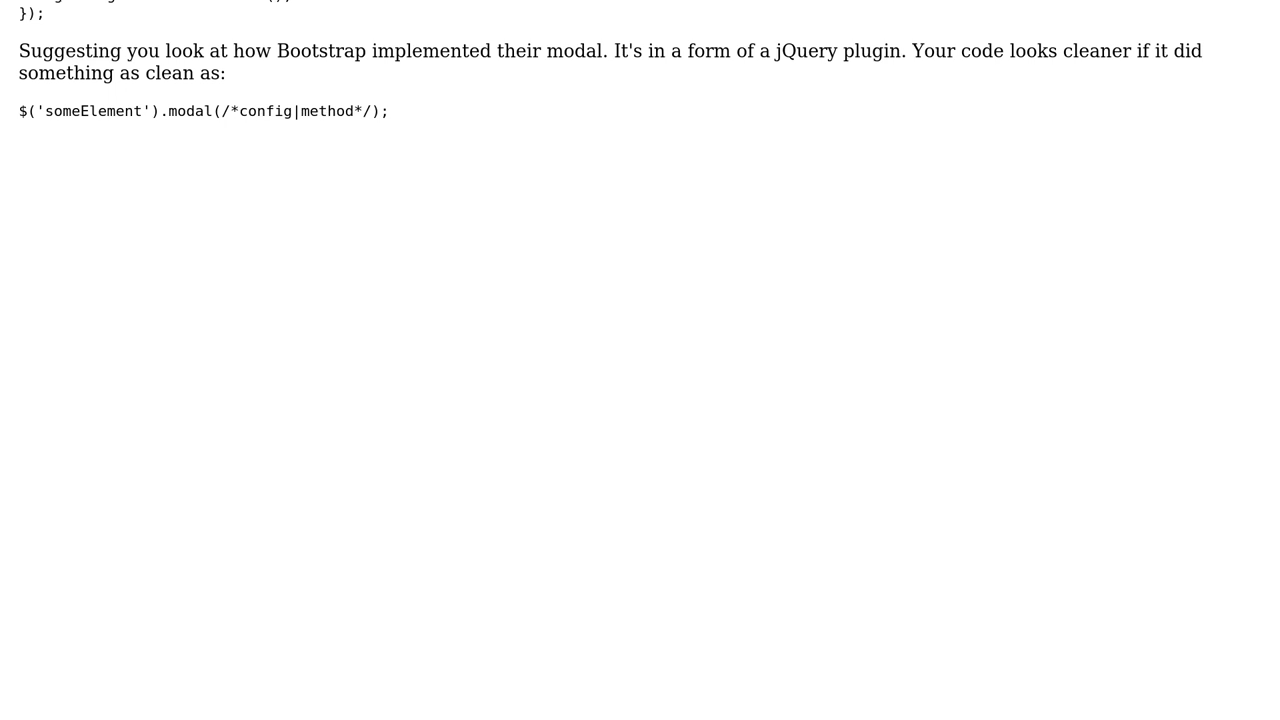 });
Suggesting you look at how Bootstrap implemented their modal. It's in a form of a jQuery plugin. Your code looks cleaner if it did
something as clean as:
$('someElement').modal(/*config|method*/);